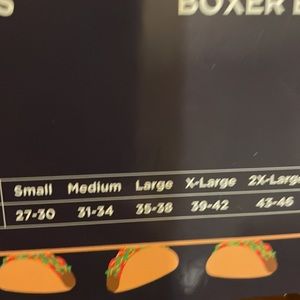 S BOXER B
Small Medium Large X-Large 2X-Large
27-30 31-34 35-38 39-42 43-46